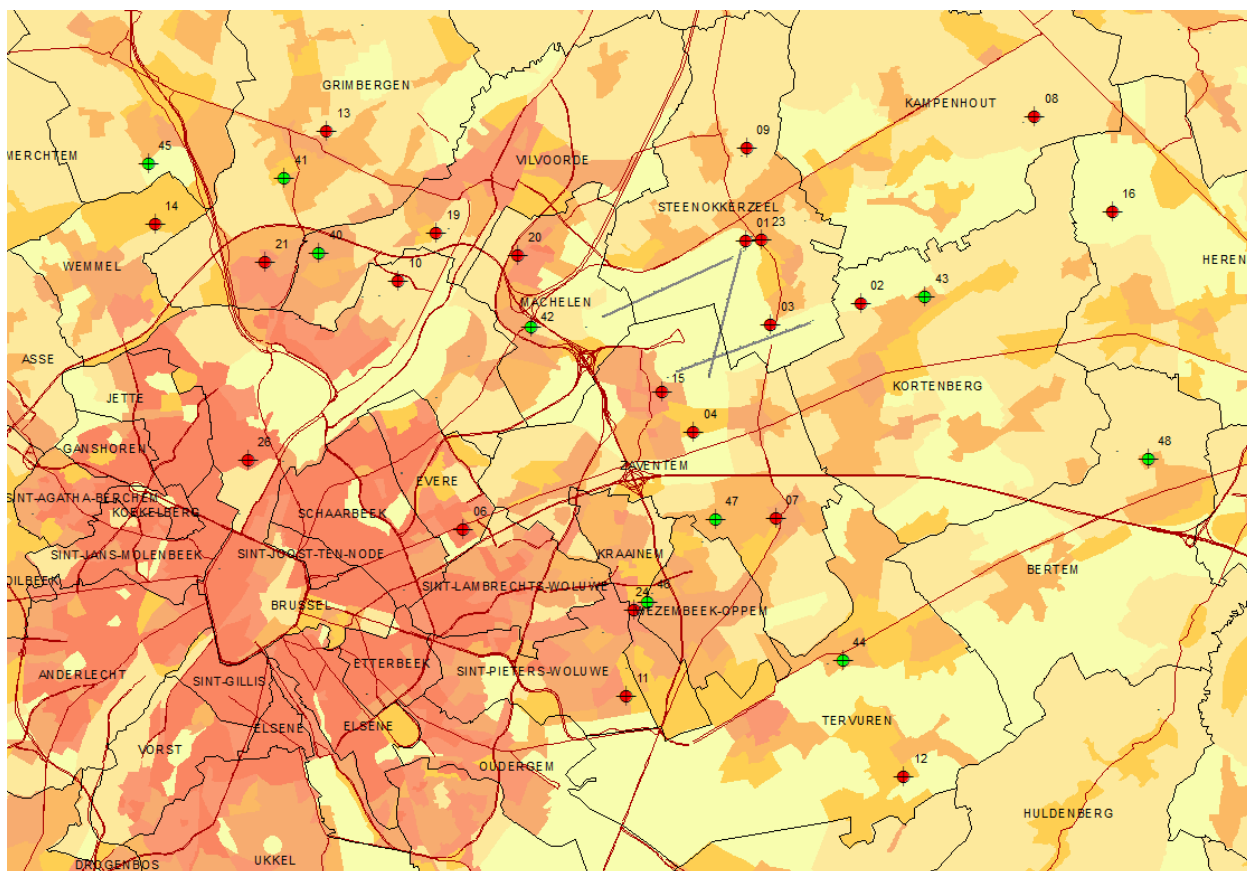 GRIMBERGEN
KAMPENHOUT
08
13
09
MERCHTEM
45
41
VILVOORDE
14
STEENOKKERZEEL
16
19
01
23
21
40
20
WEMMEL
10
HEREN
02
43
MACHELEN
42
03
ASSE
15
KORTENBERG
JETTE
04
26
GANSHOREN
48
ZAVENTEM
EVERE
SINT-AGATHA-BERCHEM
KOEKELBERG
SCHAARBEEK
06
47
07
SINT-JANS-MOLENBEEK
SINT-JOOST-TEN-NODE
KRAAINEM
BERTEM
DILBEEK
SINT-LAMBRECHTS-WOLUWE
24
46
BRUSSEL
WEZEMBEEK-OPPEM
44
ETTERBEEK
ANDERLECHT
SINT-GILLIS
SINT-PIETERS-WOLUWE
11
TERVUREN
ELSENE
ELSENE
VORST
OUDERGEM
12
HULDENBERG
DROGENBOS
UKKEL